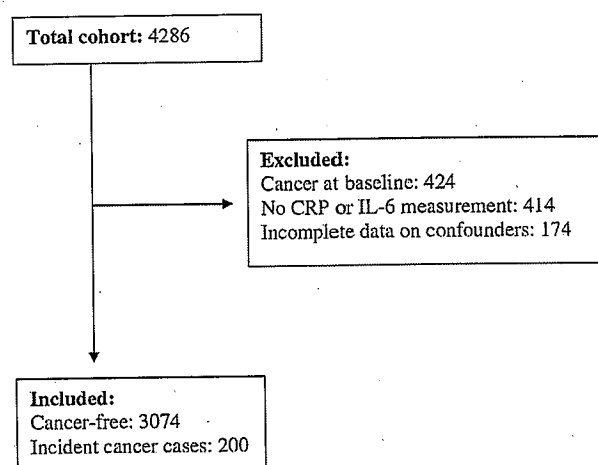 Total cohort: 4286
Excluded:
Cancer at baseline: 424
No CRP or IL-6 measurement: 414
Incomplete data on confounders: 174
Included:
Cancer-free: 3074
Incident cancer cases: 200